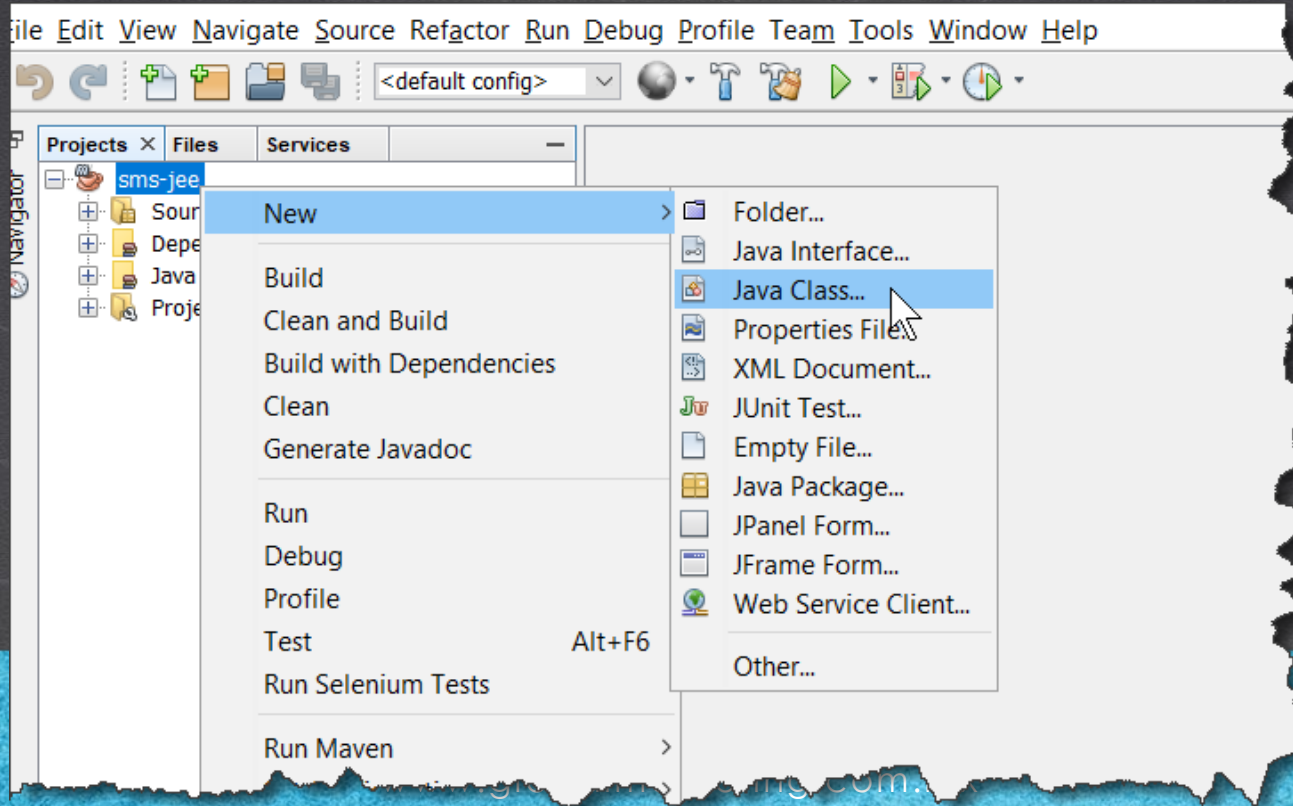 ile Edit View Navigate Source Refactor Run Debug Profile Team Tools Window Help
<default config>
Projects Files Services
Navigator
sms-jee
Sour
Depe
Java
Proje
New
Build
Clean and Build
Build with Dependencies
Clean
Generate Javadoc
Run
Debug
Profile
Test Alt+F6
Run Selenium Tests
Run Maven
Folder...
Java Interface...
Java Class...
Properties File..
XML Document...
JUnit Test...
Empty File...
Java Package...
JPanel Form...
JFrame Form...
Web Service Client...
Other...